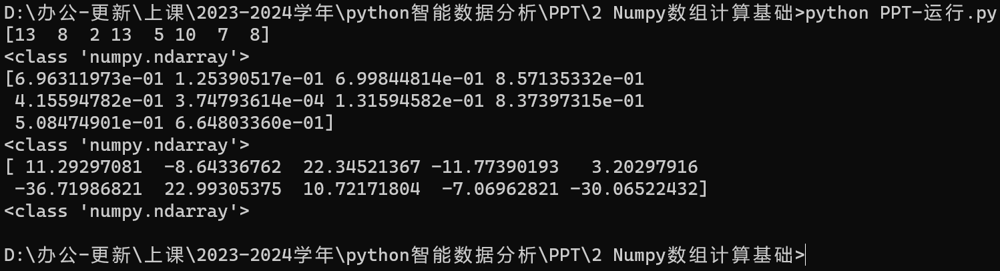 D:\办公-更新\上课\2023-2024学年\python智能数据分析\PPT\2 Numpy数组计算基础>python PPT-运行.py
[13  8  2 13  5 10  7  8]
<class 'numpy.ndarray'>
[6.96311973e-01 1.25390517e-01 6.99844814e-01 8.57135332e-01
 4.15594782e-01 3.74793614e-04 1.31594582e-01 8.37397315e-01
 5.08474901e-01 6.64803360e-01]
<class 'numpy.ndarray'>
[ 11.29297081  -8.64336762  22.34521367 -11.77390193   3.20297916
 -36.71986821  22.99305375  10.72171804  -7.06962821 -30.06522432]
<class 'numpy.ndarray'>
D:\办公-更新\上课\2023-2024学年\python智能数据分析\PPT\2 Numpy数组计算基础>